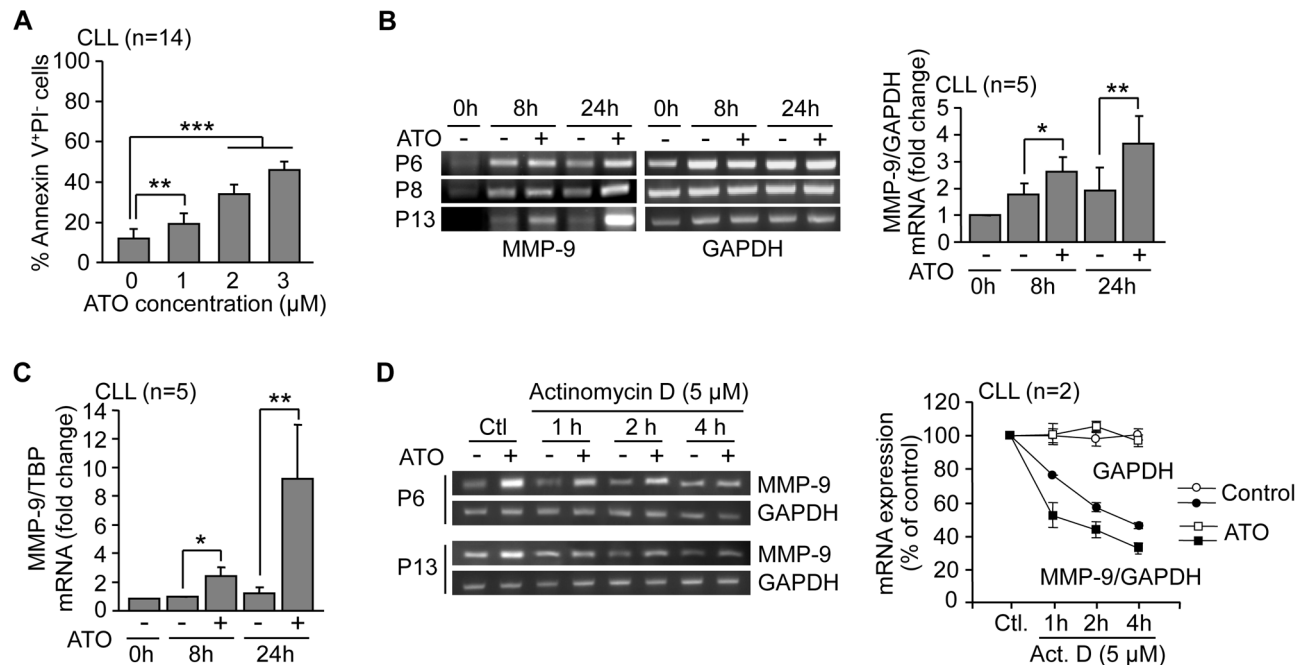 A
CLL (n=14)
% Annexin V⁺PI⁻ cells
100
80
60
40
20
0
***
**
0 1 2 3
ATO concentration (µM)
B
0h 8h 24h 0h 8h 24h
ATO - - + - + - - + - +
P6
P8
P13
MMP-9 GAPDH
CLL (n=5)
MMP-9/GAPDH
mRNA (fold change)
5
4
3
2
1
0
*
**
- - + - +
ATO
0h 8h 24h
C
CLL (n=5)
MMP-9/TBP
mRNA (fold change)
14
12
10
8
6
4
2
0
*
**
- - + - +
ATO
0h 8h 24h
D
Actinomycin D (5 µM)
Ctl 1 h 2 h 4 h
ATO - + - + - + - +
P6
MMP-9
GAPDH
P13
MMP-9
GAPDH
CLL (n=2)
mRNA expression
(% of control)
120
100
80
60
40
20
0
GAPDH
MMP-9/GAPDH
Control
ATO
Ctl. 1h 2h 4h
Act. D (5 µM)